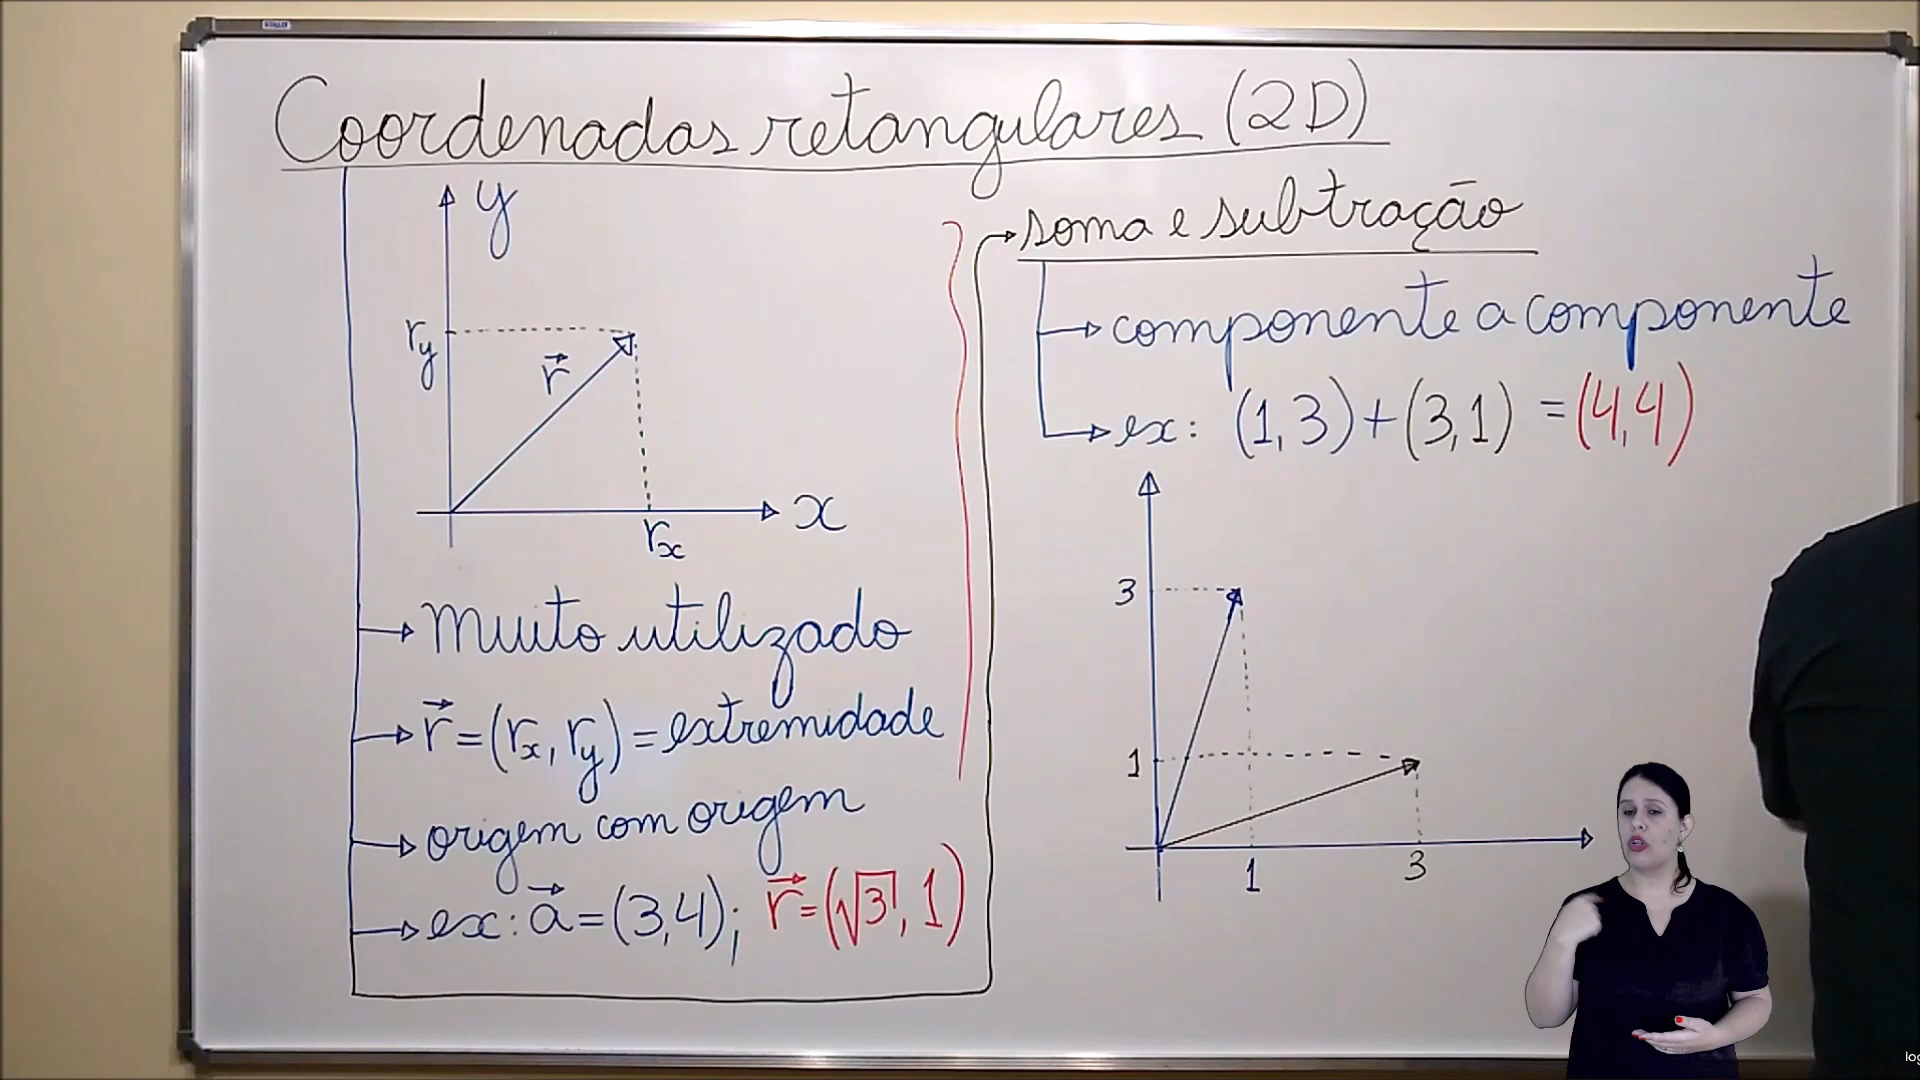 Coordenadas retangulares (2D)
y
r_y
r⃗
x
r_x
Muito utilizado
r⃗ = (r_x, r_y) = extremidade
origem com origem
ex: a⃗ = (3,4); r⃗ = (√3, 1)
soma e subtração
componente a componente
ex: (1,3) + (3,1) = (4,4)
3
1
1
3